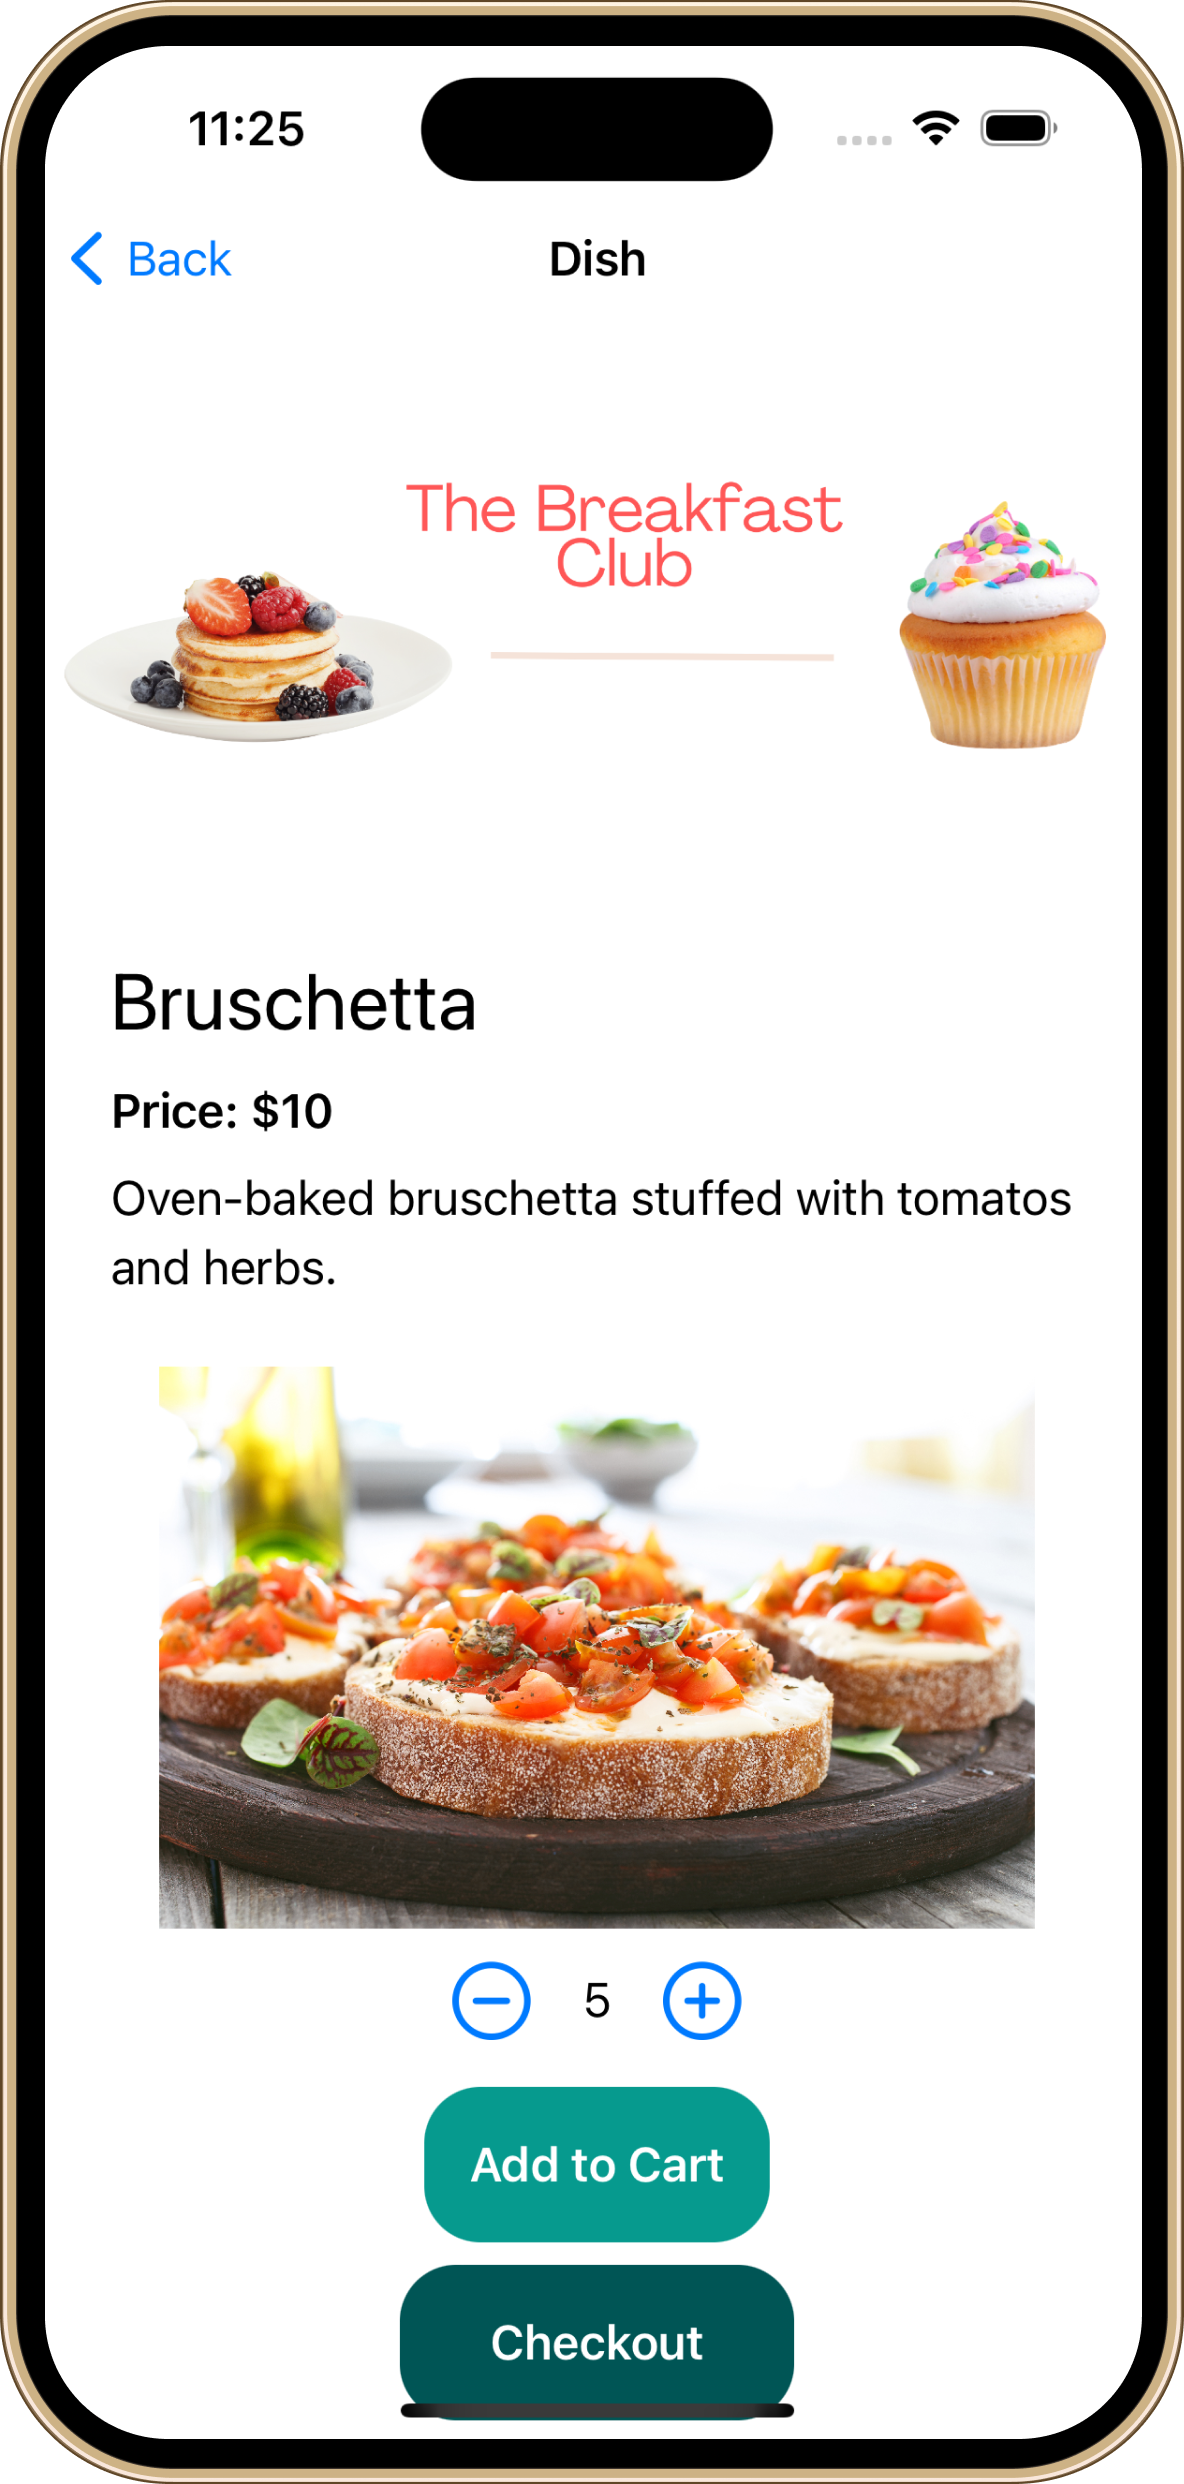 11:25
Back
Dish
The Breakfast
Club
Bruschetta
Price: $10
Oven-baked bruschetta stuffed with tomatos
and herbs.
5
Add to Cart
Checkout